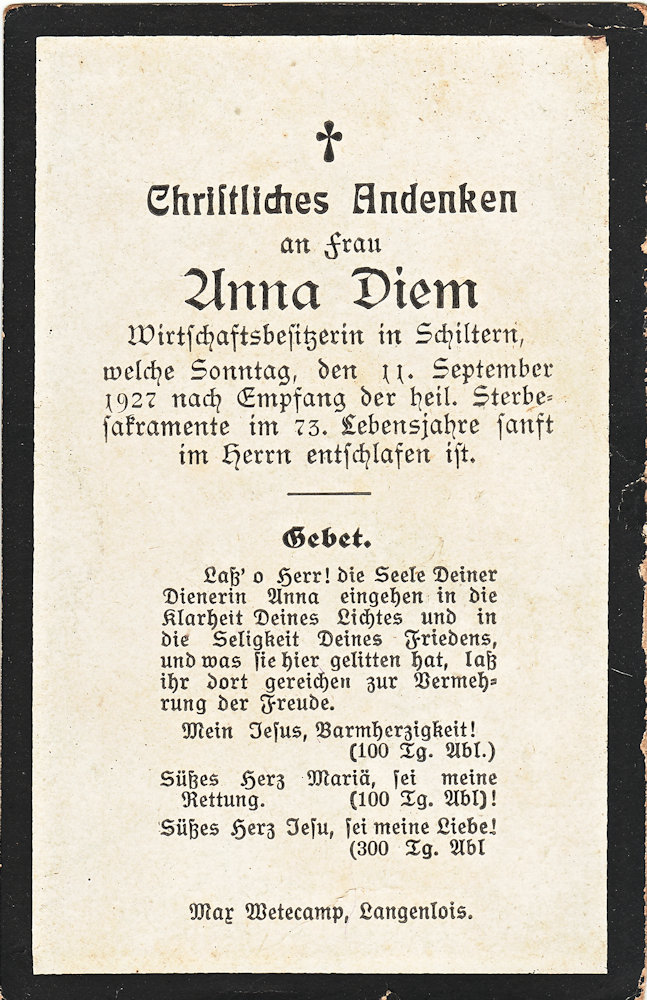 Christliches Andenken
an Frau
Anna Diem
Wirtschaftsbesitzerin in Schiltern,
welche Sonntag, den 11. September
1927 nach Empfang der heil. Sterbe-
sakramente im 73. Lebensjahre sanft
im Herrn entschlafen ist.
Gebet.
Laß' o Herr! die Seele Deiner
Dienerin Anna eingehen in die
Klarheit Deines Lichtes und in
die Seligkeit Deines Friedens,
und was sie hier gelitten hat, laß
ihr dort gereichen zur Vermeh-
rung der Freude.
Mein Jesus, Barmherzigkeit!
(100 Tg. Abl.)
Süßes Herz Mariä, sei meine
Rettung. (100 Tg. Abl)!
Süßes Herz Jesu, sei meine Liebe!
(300 Tg. Abl
Max Wetecamp, Langenlois.